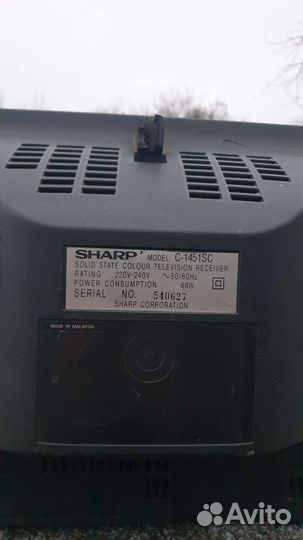 SHARP MODEL C-1451SC
SOLID STATE COLOUR TELEVISION RECEIVER
RATING 220V-240V ~50/60Hz
POWER CONSUMPTION 66W
SERIAL NO. 540627
SHARP CORPORATION
MADE IN MALAYSIA
Avito